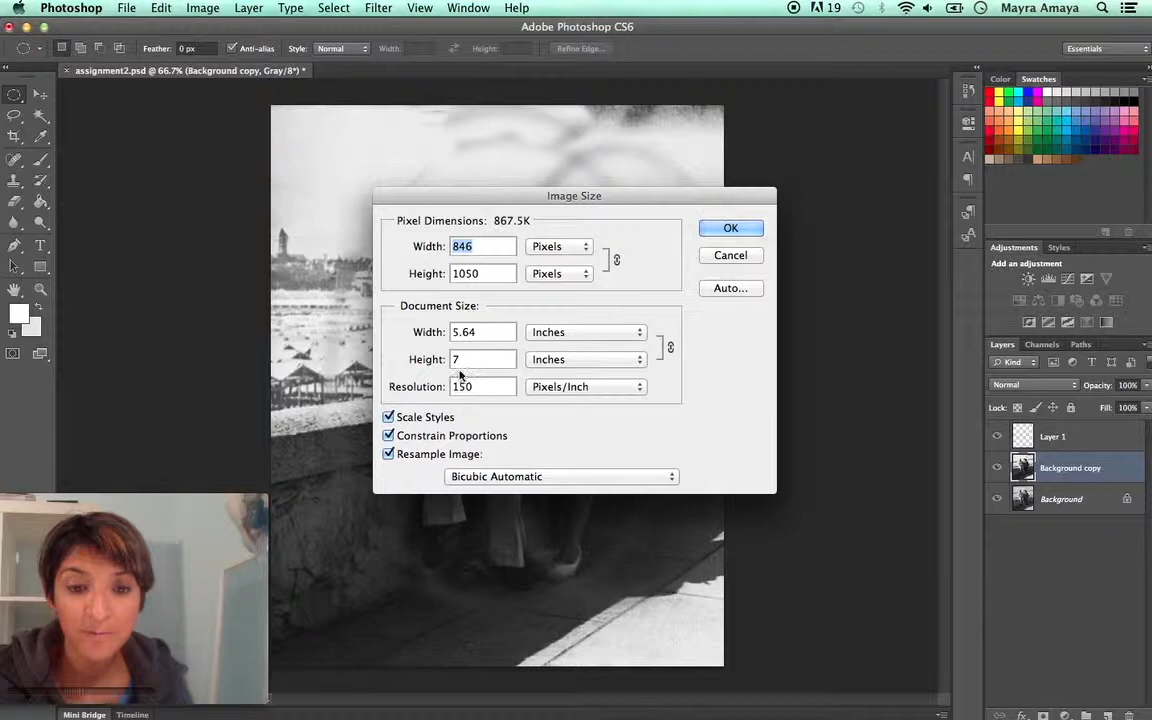 Photoshop File Edit Image Layer Type Select Filter View Window Help 19 Mayra Amaya
Adobe Photoshop CS6
Feather: 0 px Anti-alias Style: Normal Width: Height: Refine Edge... Essentials
× assignment2.psd @ 66.7% (Background copy, Gray/8*) *
Color Swatches
Image Size
Pixel Dimensions: 867.5K
Width: 846 Pixels
Height: 1050 Pixels
Document Size:
Width: 5.64 Inches
Height: 7 Inches
Resolution: 150 Pixels/Inch
Scale Styles
Constrain Proportions
Resample Image:
Bicubic Automatic
OK
Cancel
Auto...
Adjustments Styles
Add an adjustment
Layers Channels Paths
Kind
Normal Opacity: 100%
Lock: Fill: 100%
Layer 1
Background copy
Background
Mini Bridge Timeline